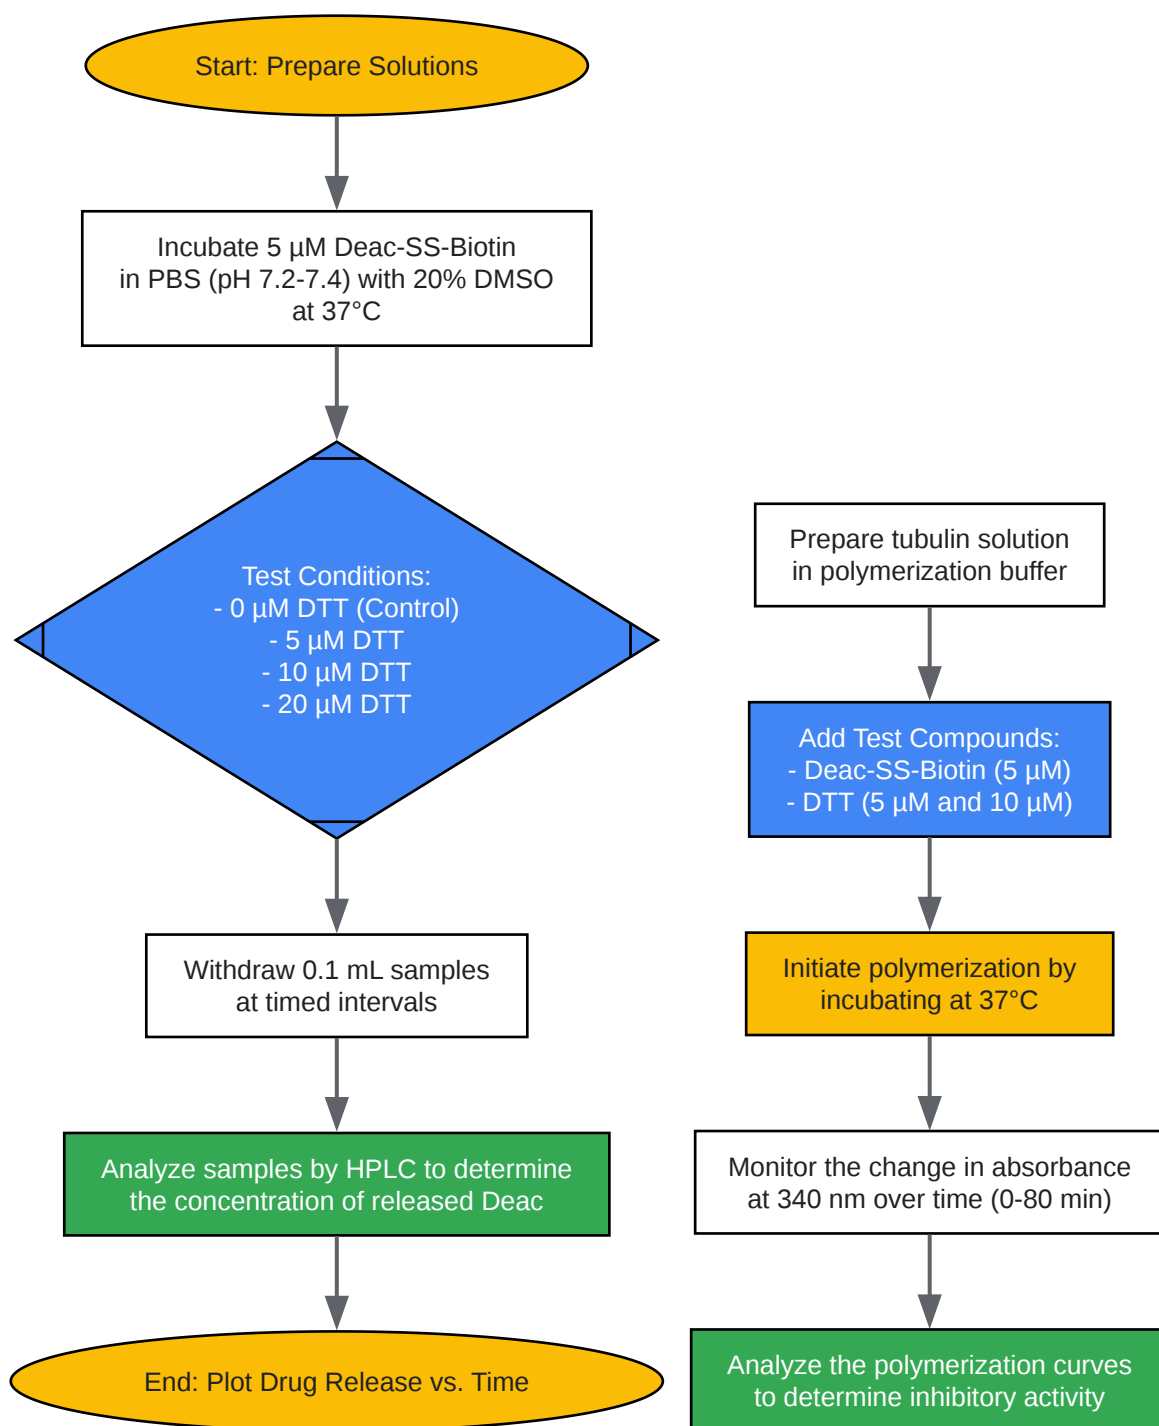 Start: Prepare Solutions
Incubate 5 µM Deac-SS-Biotin
in PBS (pH 7.2-7.4) with 20% DMSO
at 37°C
Test Conditions:
- 0 µM DTT (Control)
- 5 µM DTT
- 10 µM DTT
- 20 µM DTT
Withdraw 0.1 mL samples
at timed intervals
Analyze samples by HPLC to determine
the concentration of released Deac
End: Plot Drug Release vs. Time
Prepare tubulin solution
in polymerization buffer
Add Test Compounds:
- Deac-SS-Biotin (5 µM)
- DTT (5 µM and 10 µM)
Initiate polymerization by
incubating at 37°C
Monitor the change in absorbance
at 340 nm over time (0-80 min)
Analyze the polymerization curves
to determine inhibitory activity